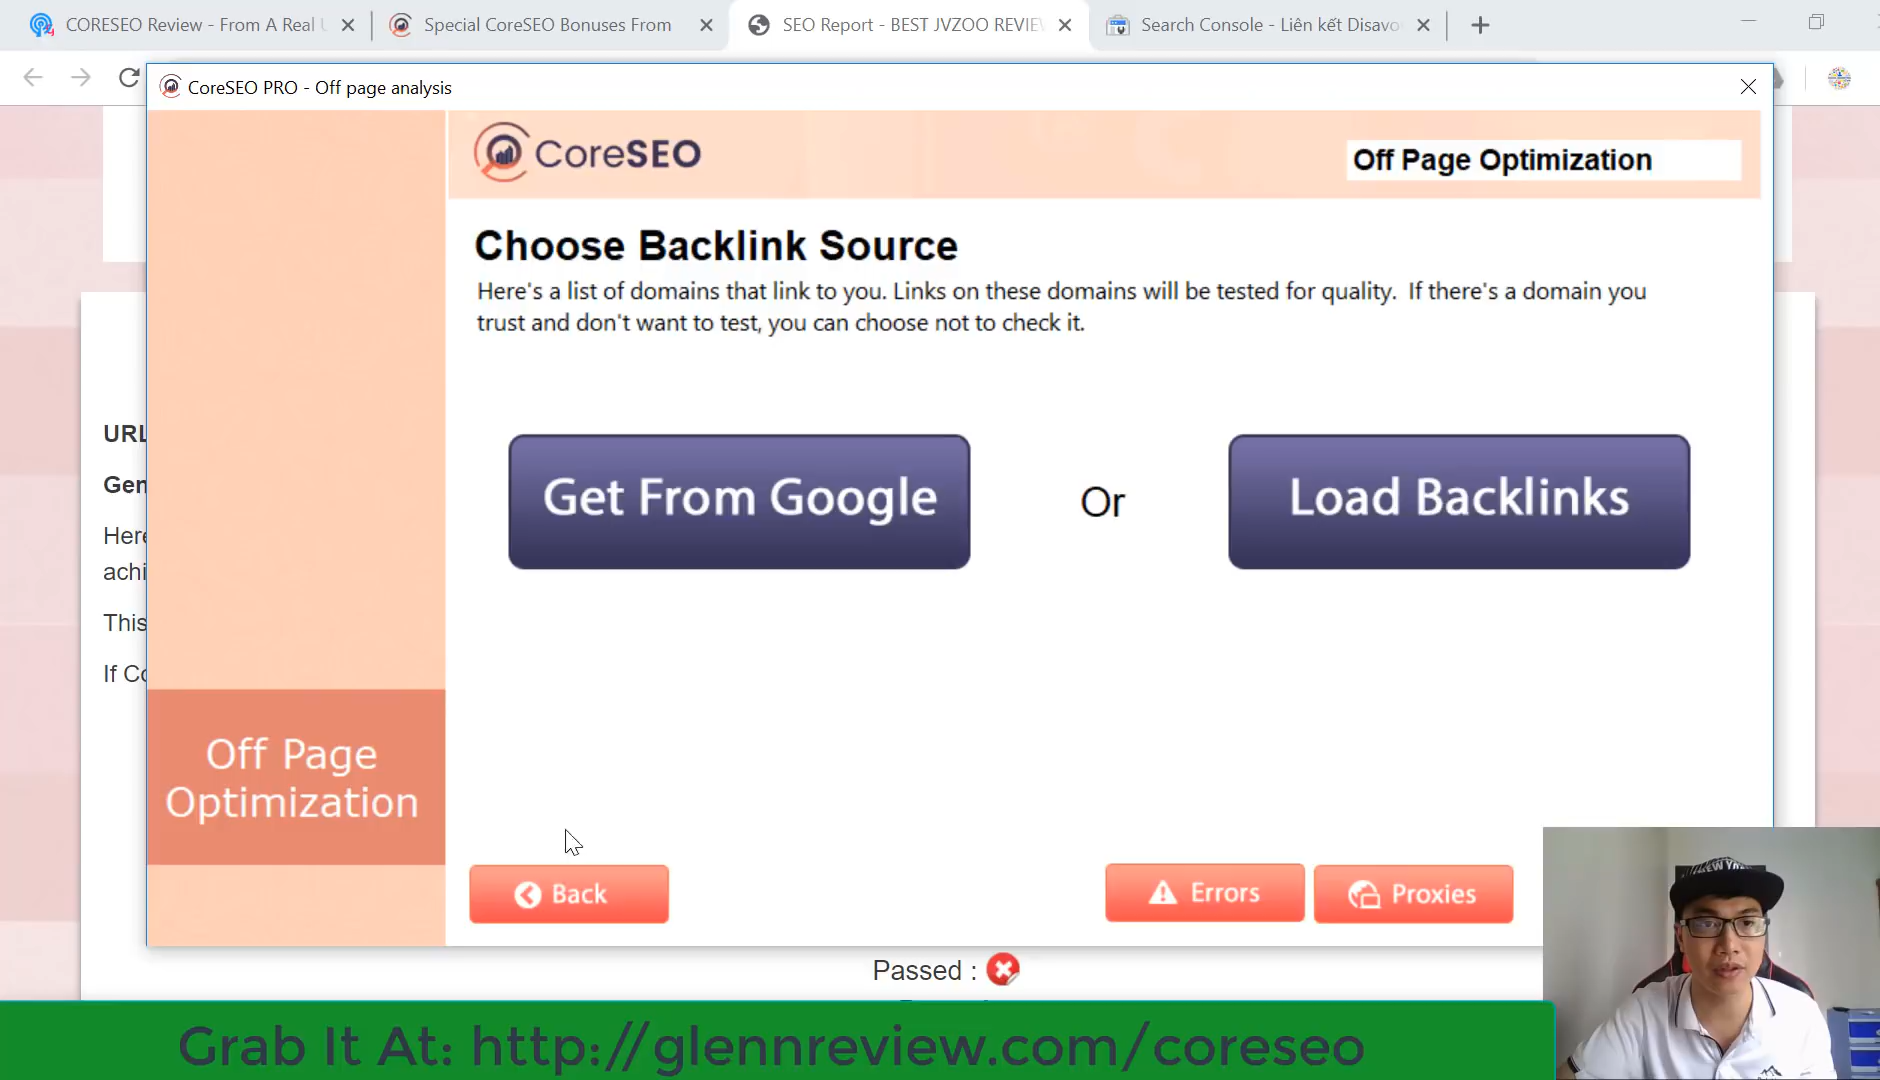 CORESEO Review - From A Real U
Special CoreSEO Bonuses From
SEO Report - BEST JVZOO REVIEW
Search Console - Liên kết Disavo
CoreSEO PRO - Off page analysis
CoreSEO
Off Page Optimization
Choose Backlink Source
Here's a list of domains that link to you. Links on these domains will be tested for quality. If there's a domain you
trust and don't want to test, you can choose not to check it.
URL
Get From Google
Or
Load Backlinks
Gen
Here
achi
This
If Co
Off Page
Optimization
Back
Errors
Proxies
NEW YORK
Passed :
Grab It At: http://glennreview.com/coreseo